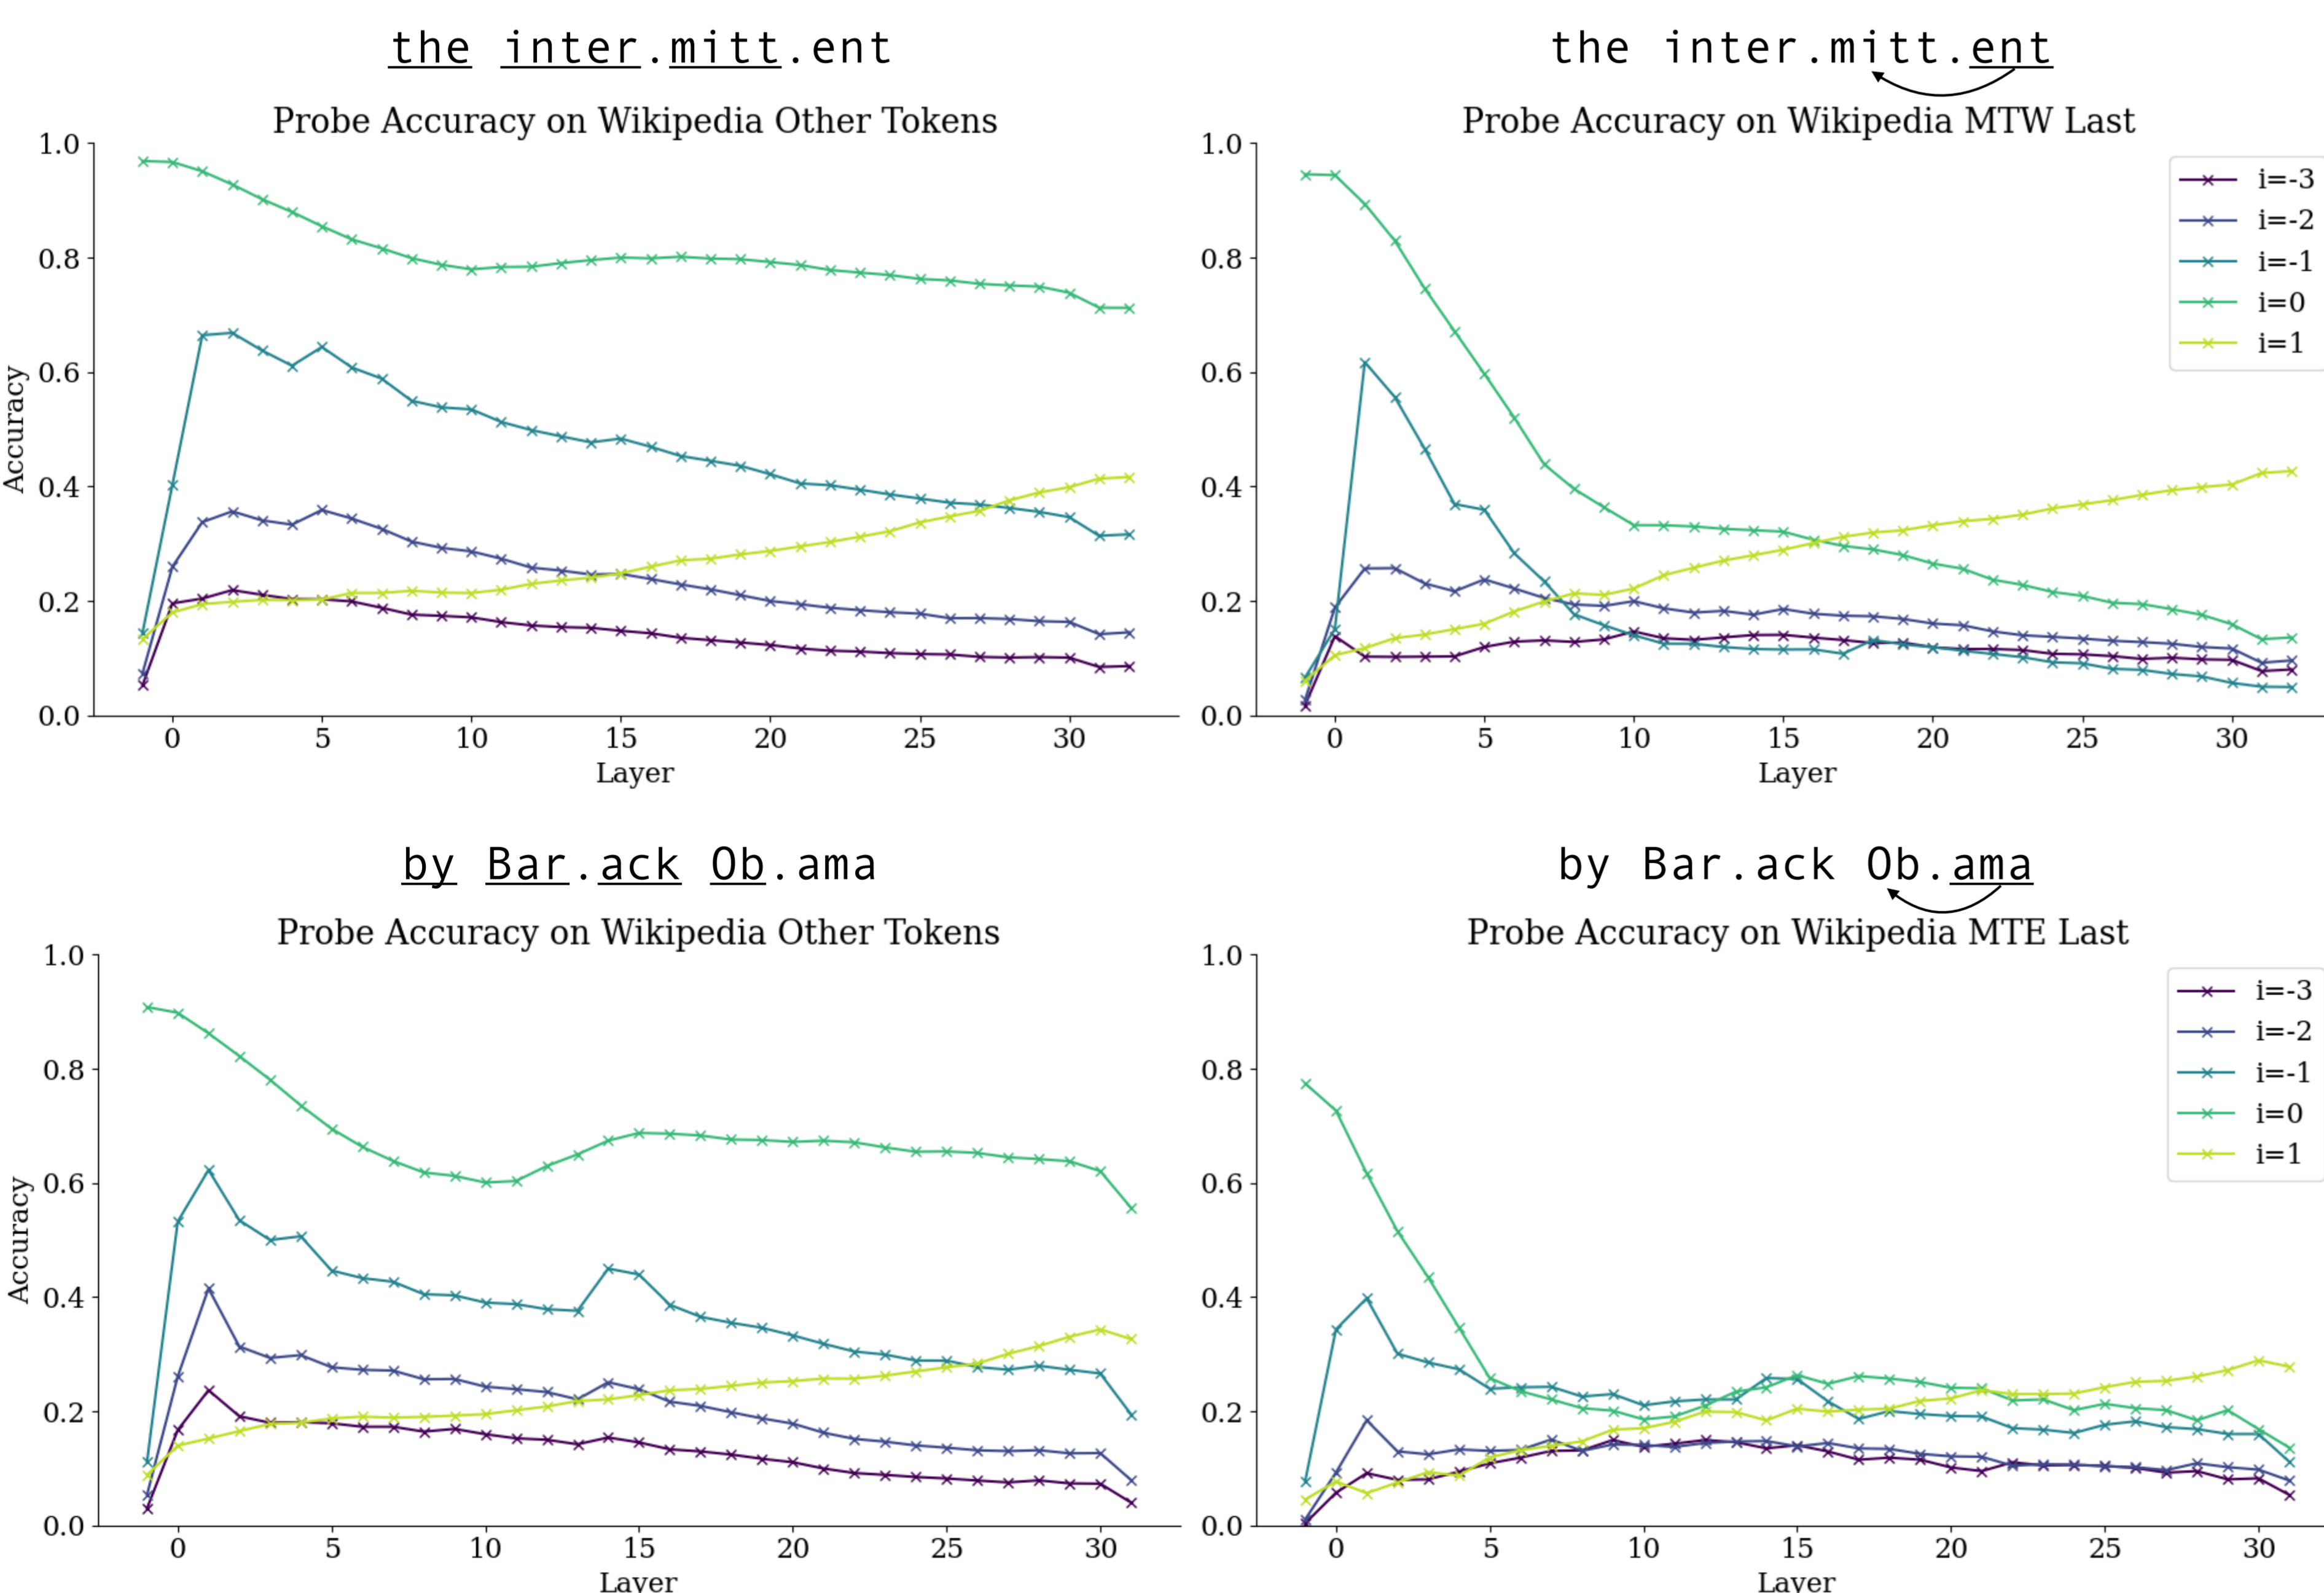 the inter.mitt.ent
Probe Accuracy on Wikipedia Other Tokens
Accuracy
1.0
0.8
0.6
0.4
0.2
0.0
0 5 10 15 20 25 30
Layer
the inter.mitt.ent
Probe Accuracy on Wikipedia MTW Last
1.0
0.8
0.6
0.4
0.2
0.0
i=-3
i=-2
i=-1
i=0
i=1
0 5 10 15 20 25 30
Layer
by Bar.ack Ob.ama
Probe Accuracy on Wikipedia Other Tokens
Accuracy
1.0
0.8
0.6
0.4
0.2
0.0
0 5 10 15 20 25 30
Layer
by Bar.ack Ob.ama
Probe Accuracy on Wikipedia MTE Last
1.0
0.8
0.6
0.4
0.2
0.0
i=-3
i=-2
i=-1
i=0
i=1
0 5 10 15 20 25 30
Layer